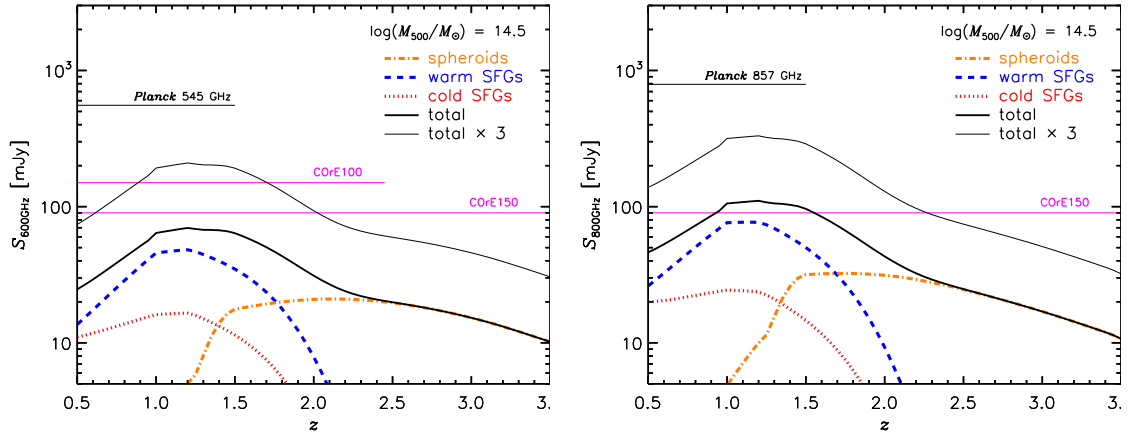 log(M500/M⊙) = 14.5
spheroids
warm SFGs
cold SFGs
total
total × 3
Planck 545 GHz
COrE100
COrE150
10³
100
10
S600GHz [mJy]
0.5 1.0 1.5 2.0 2.5 3.0 3.
z
log(M500/M⊙) = 14.5
spheroids
warm SFGs
cold SFGs
total
total × 3
Planck 857 GHz
COrE150
10³
100
10
S800GHz [mJy]
0.5 1.0 1.5 2.0 2.5 3.0 3.
z